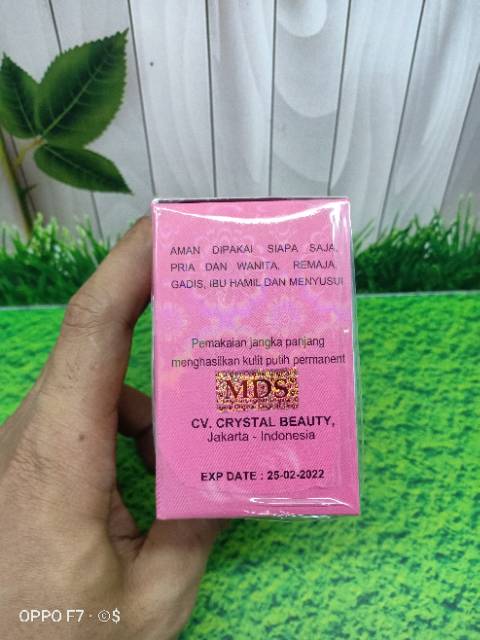 AMAN DIPAKAI SIAPA SAJA,
PRIA DAN WANITA, REMAJA,
GADIS, IBU HAMIL DAN MENYUSUI
Pemakaian jangka panjang
menghasilkan kulit putih permanent
MDS
CV. CRYSTAL BEAUTY,
Jakarta - Indonesia
EXP DATE : 25-02-2022
OPPO F7 · ©$